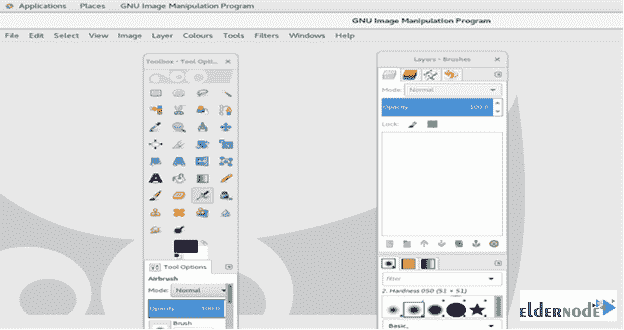 Applications Places GNU Image Manipulation Program
GNU Image Manipulation Program
File Edit Select View Image Layer Colours Tools Filters Windows Help
Toolbox - Tool Opti...
Layers - Brushes
Mode: Normal
Opacity 100.0
Lock:
Tool Options
Airbrush
Mode: Normal
Opacity 100.0
Brush
2. Hardness 050 (51 × 51)
Basic,
ELDERNODE